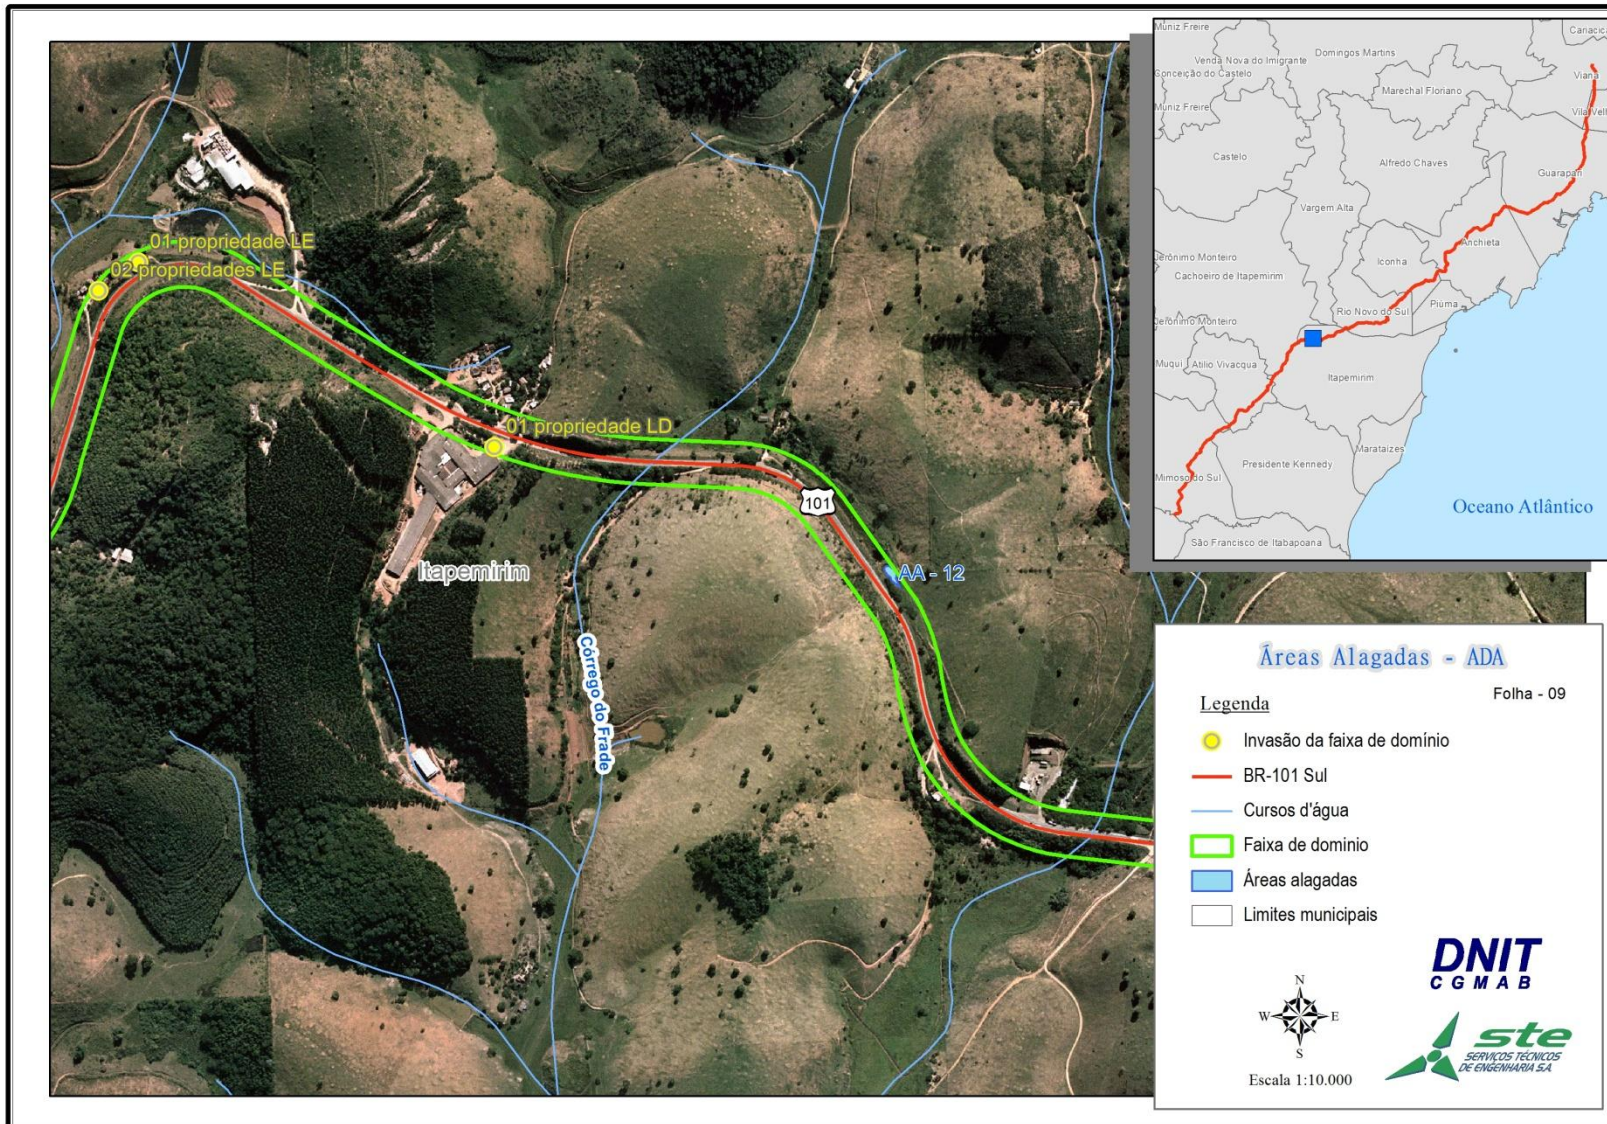 01 propriedade LE
02 propriedades LE
01 propriedade LD
101
Itapemirim
AA - 12
Córrego do Frade
Muniz Freire
Cariacica
Domingos Martins
Venda Nova do Imigrante
Conceição do Castelo
Viana
Marechal Floriano
Muniz Freire
Vila Velh
Castelo
Alfredo Chaves
Guarapari
Vargem Alta
Anchieta
Jerônimo Monteiro
Iconha
Cachoeiro de Itapemirim
Piúma
Rio Novo do Sul
Jerônimo Monteiro
Muqui
Atílio Vivacqua
Itapemirim
Marataízes
Presidente Kennedy
Mimoso do Sul
Oceano Atlântico
São Francisco de Itabapoana
Áreas Alagadas - ADA
Folha - 09
Legenda
Invasão da faixa de domínio
BR-101 Sul
Cursos d'água
Faixa de dominio
Áreas alagadas
Limites municipais
DNIT
CGMAB
N
W
E
S
Escala 1:10.000
ste
SERVIÇOS TÉCNICOS
DE ENGENHARIA S.A.